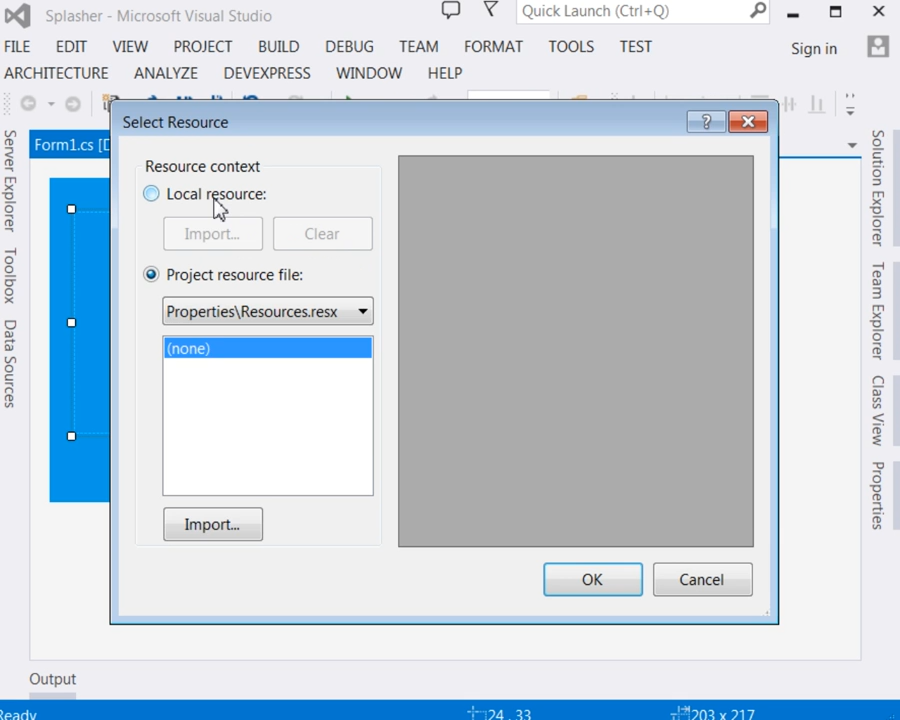 Splasher - Microsoft Visual Studio
Quick Launch (Ctrl+Q)
FILE EDIT VIEW PROJECT BUILD DEBUG TEAM FORMAT TOOLS TEST
Sign in
ARCHITECTURE ANALYZE DEVEXPRESS WINDOW HELP
Select Resource
?
Form1.cs
Server Explorer
Toolbox
Data Sources
Resource context
Local resource:
Import... Clear
Project resource file:
Properties\Resources.resx
(none)
Import...
OK Cancel
Solution Explorer
Team Explorer
Class View
Properties
Output
Ready
24 , 33
203 x 217